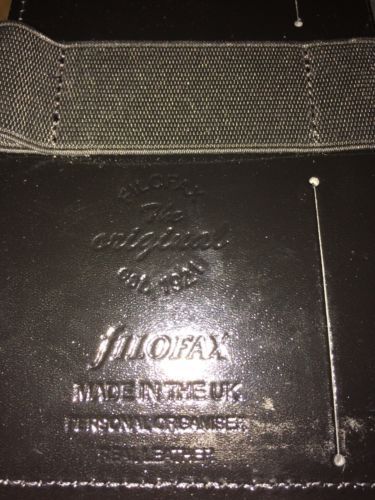 FILOFAX
The
original
est. 1921
fILOFAX
MADE IN THE UK
PERSONAL ORGANISER
REAL LEATHER